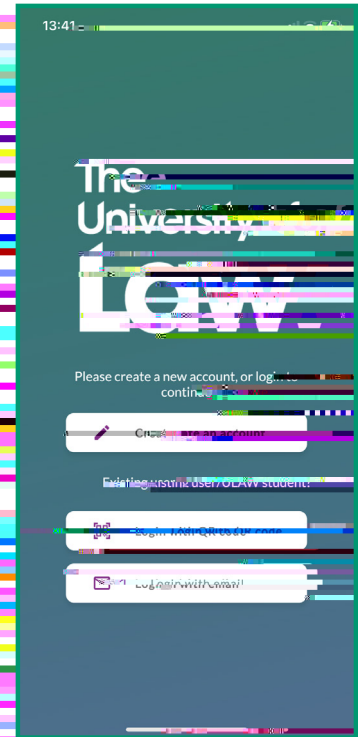 13:41
The
University of
Law
Please create a new account, or login to
continue
Create an account
Existing user/ULAW student?
Login with QR code
Login with email